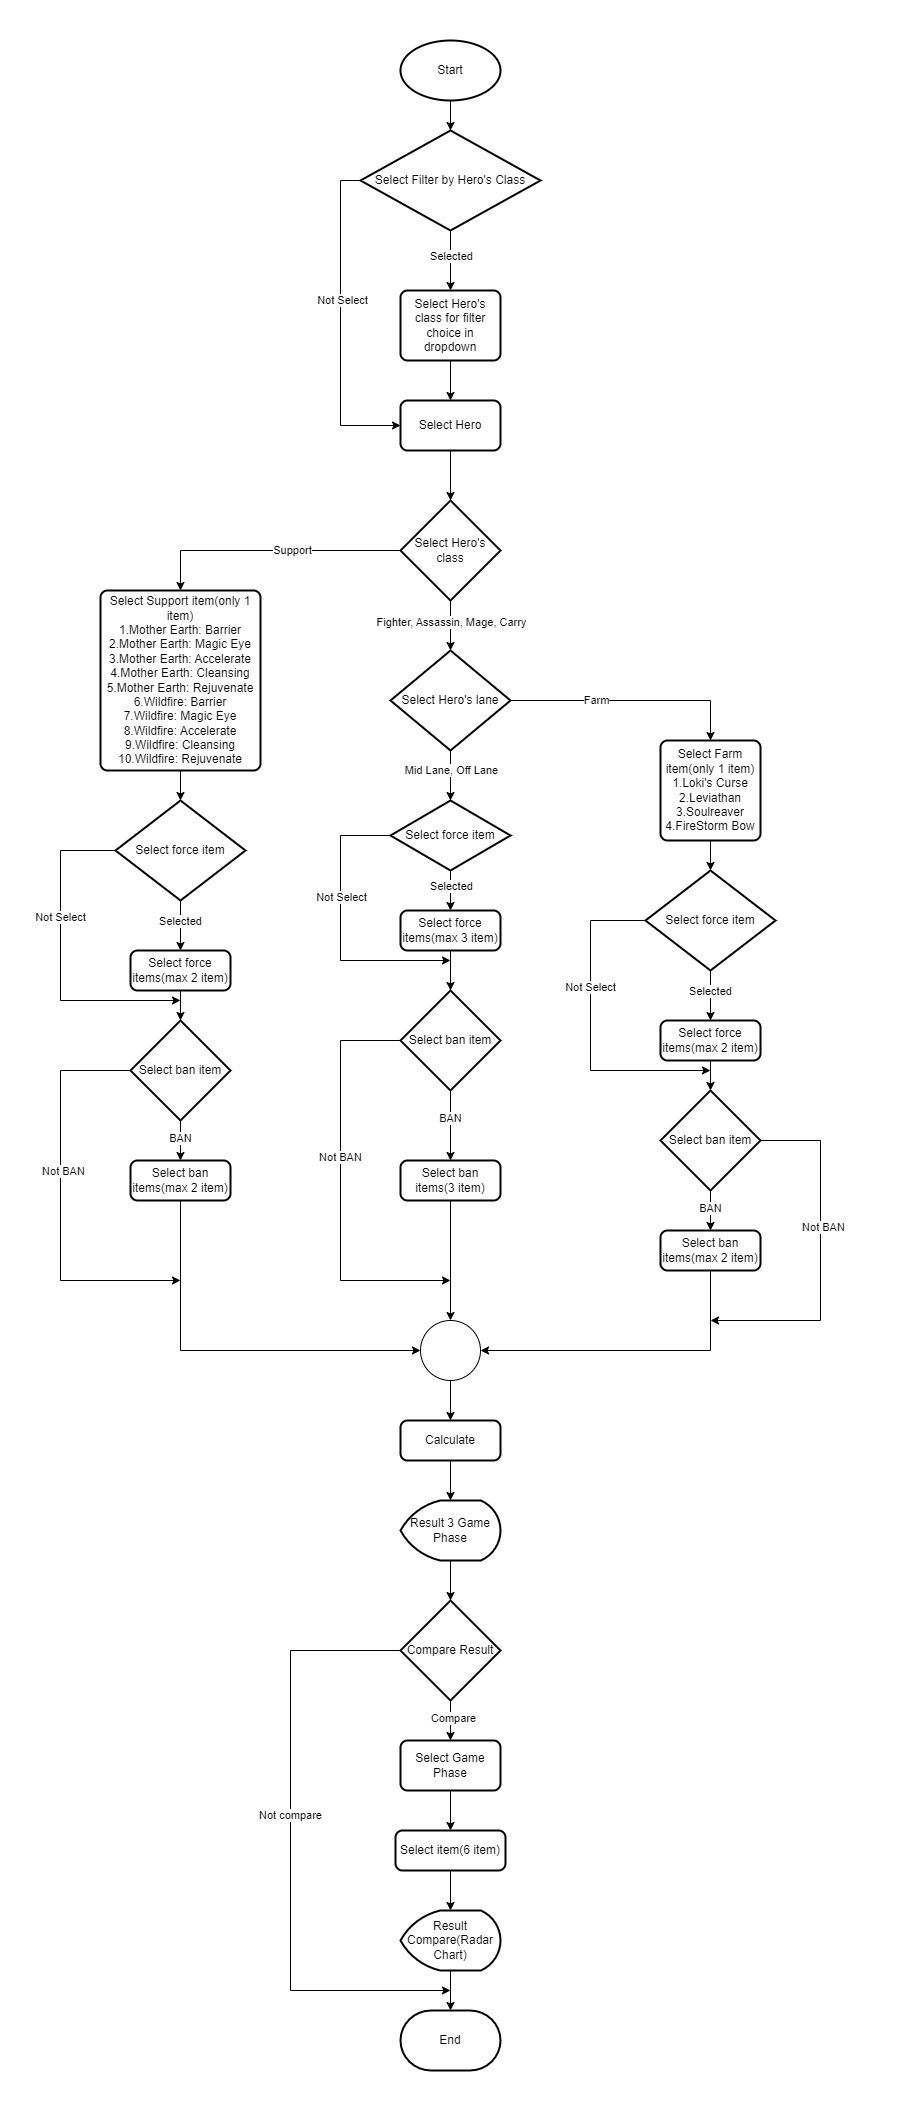 Start
Select Filter by Hero's Class
Selected
Not Select
Select Hero's
class for filter
choice in
dropdown
Select Hero
Select Hero's
class
Support
Fighter, Assassin, Mage, Carry
Select Support item(only 1
item)
1.Mother Earth: Barrier
2.Mother Earth: Magic Eye
3.Mother Earth: Accelerate
4.Mother Earth: Cleansing
5.Mother Earth: Rejuvenate
6.Wildfire: Barrier
7.Wildfire: Magic Eye
8.Wildfire: Accelerate
9.Wildfire: Cleansing
10.Wildfire: Rejuvenate
Select force item
Not Select
Selected
Select force
items(max 2 item)
Select ban item
BAN
Not BAN
Select ban
items(max 2 item)
Select Hero's lane
Farm
Mid Lane, Off Lane
Select force item
Selected
Not Select
Select force
items(max 3 item)
Select ban item
BAN
Not BAN
Select ban
items(3 item)
Select Farm
item(only 1 item)
1.Loki's Curse
2.Leviathan
3.Soulreaver
4.FireStorm Bow
Select force item
Not Select
Selected
Select force
items(max 2 item)
Select ban item
BAN
Not BAN
Select ban
items(max 2 item)
Calculate
Result 3 Game
Phase
Compare Result
Compare
Select Game
Phase
Not compare
Select item(6 item)
Result
Compare(Radar
Chart)
End